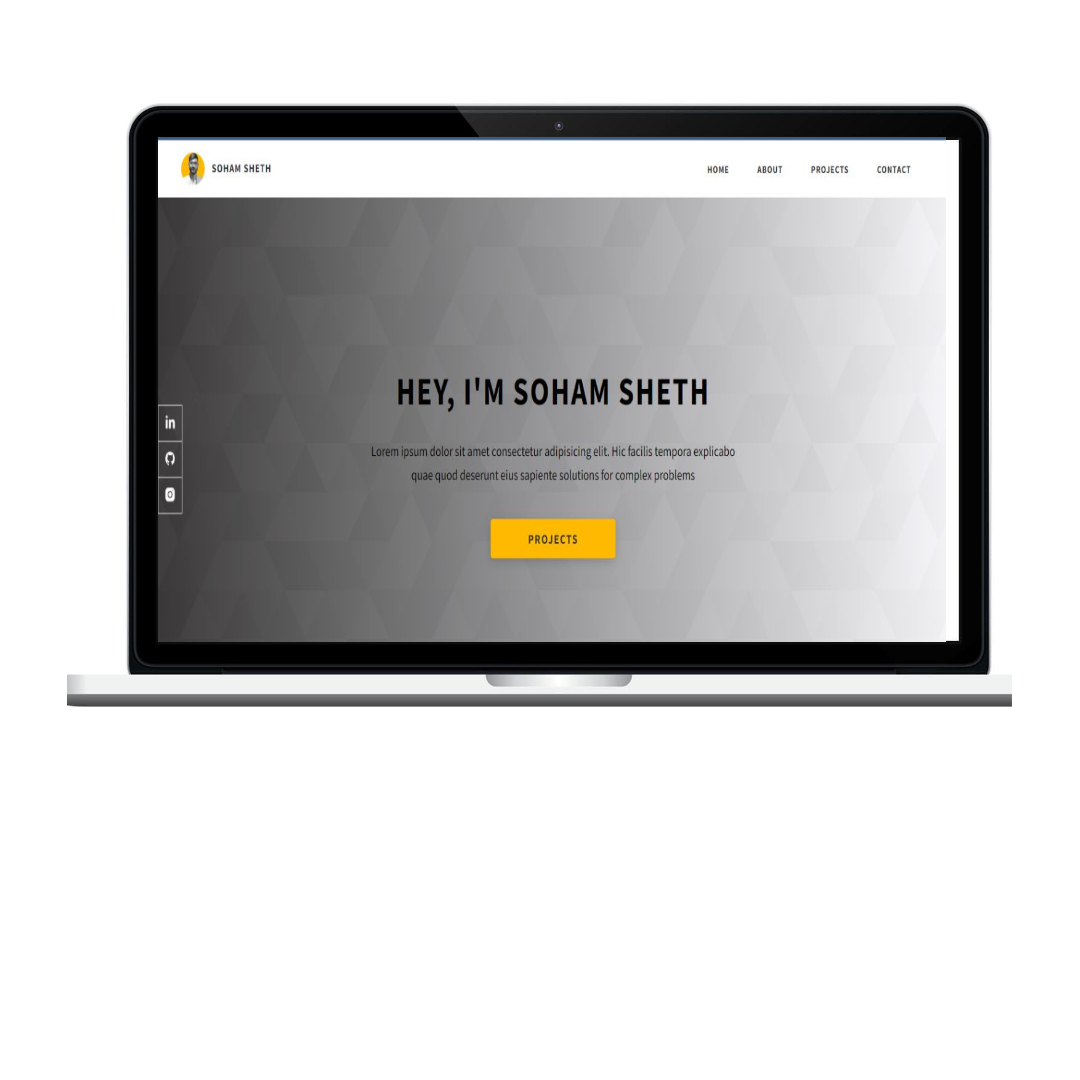 SOHAM SHETH
HOME ABOUT PROJECTS CONTACT
HEY, I'M SOHAM SHETH
Lorem ipsum dolor sit amet consectetur adipisicing elit. Hic facilis tempora explicabo
quae quod deserunt eius sapiente solutions for complex problems
in
PROJECTS